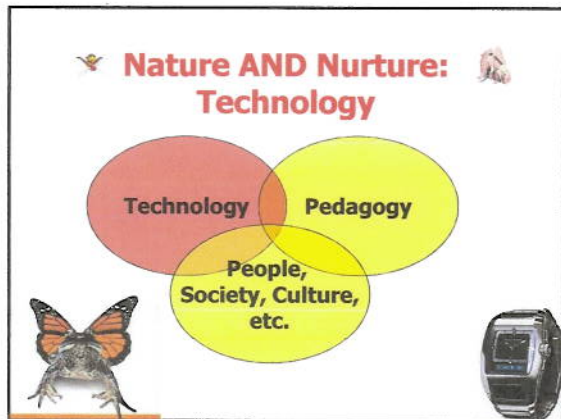 Nature AND Nurture:
Technology
Technology
Pedagogy
People,
Society, Culture,
etc.